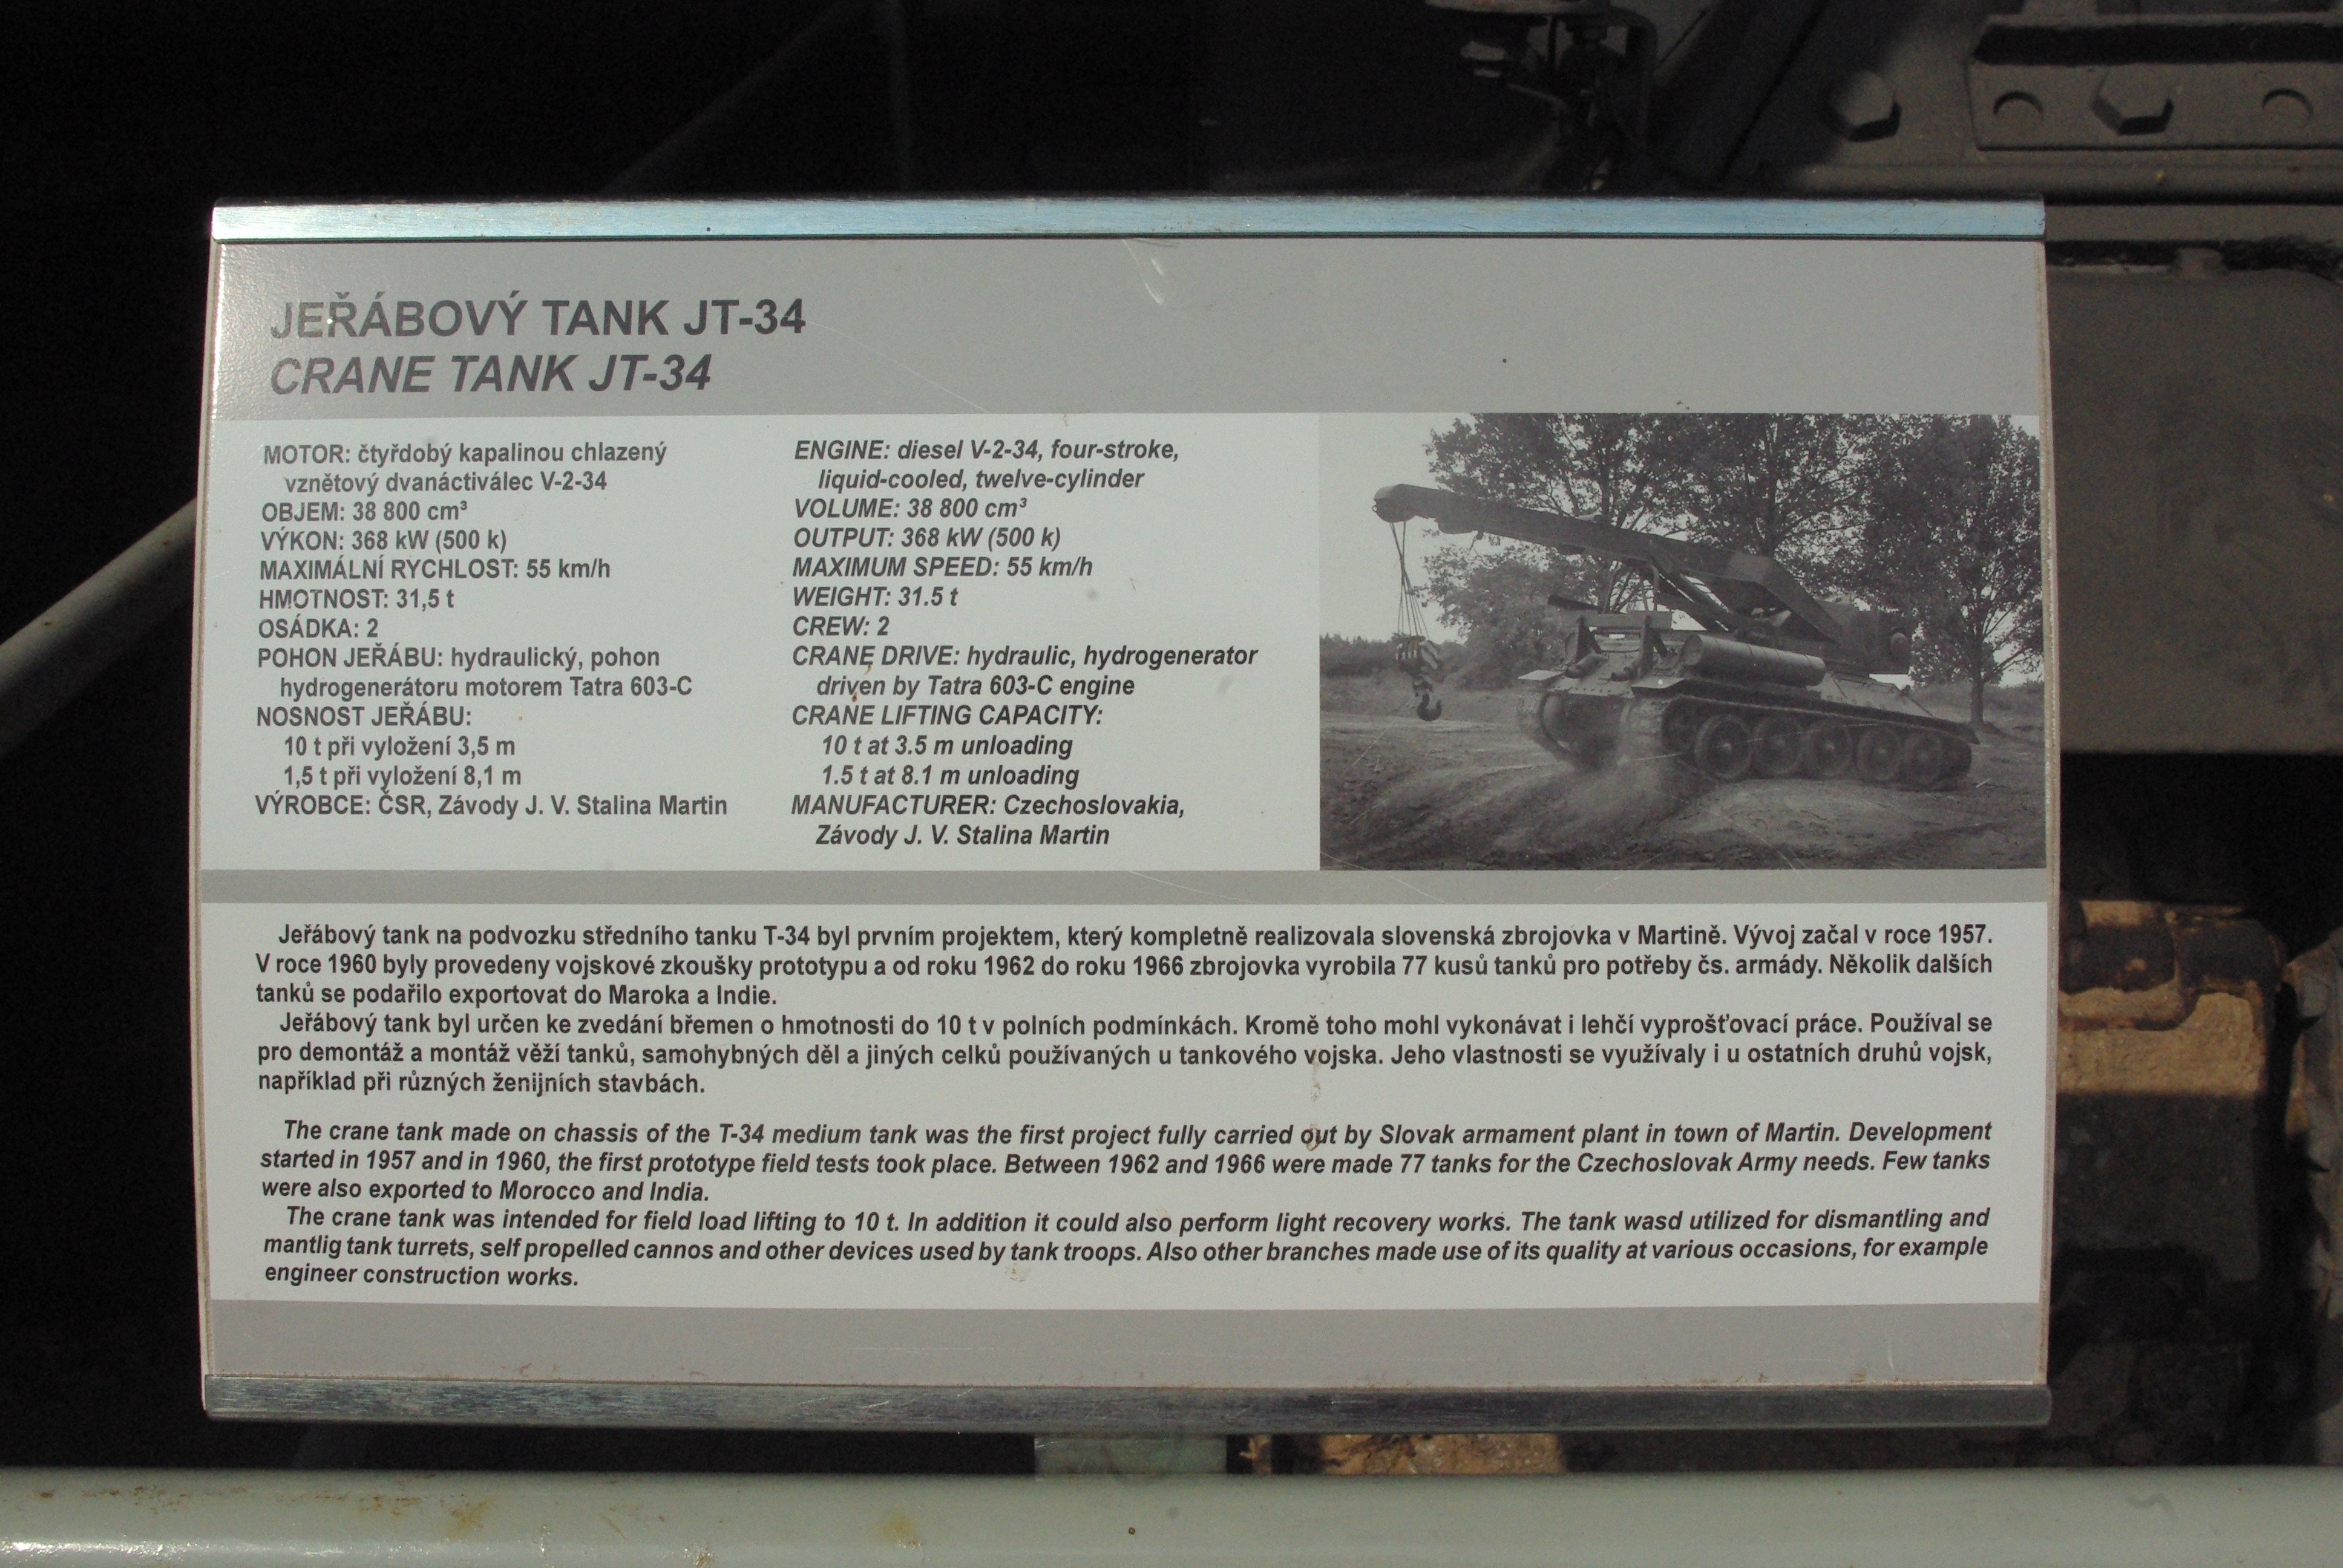 JEŘÁBOVÝ TANK JT-34
CRANE TANK JT-34
MOTOR: čtyřdobý kapalinou chlazený
vznětový dvanáctiválec V-2-34
OBJEM: 38 800 cm³
VÝKON: 368 kW (500 k)
MAXIMÁLNÍ RYCHLOST: 55 km/h
HMOTNOST: 31,5 t
OSÁDKA: 2
POHON JEŘÁBU: hydraulický, pohon
hydrogenerátoru motorem Tatra 603-C
NOSNOST JEŘÁBU:
10 t při vyložení 3,5 m
1,5 t při vyložení 8,1 m
VÝROBCE: ČSR, Závody J. V. Stalina Martin
ENGINE: diesel V-2-34, four-stroke,
liquid-cooled, twelve-cylinder
VOLUME: 38 800 cm³
OUTPUT: 368 kW (500 k)
MAXIMUM SPEED: 55 km/h
WEIGHT: 31.5 t
CREW: 2
CRANE DRIVE: hydraulic, hydrogenerator
driven by Tatra 603-C engine
CRANE LIFTING CAPACITY:
10 t at 3.5 m unloading
1.5 t at 8.1 m unloading
MANUFACTURER: Czechoslovakia,
Závody J. V. Stalina Martin
Jeřábový tank na podvozku středního tanku T-34 byl prvním projektem, který kompletně realizovala slovenská zbrojovka v Martině. Vývoj začal v roce 1957.
V roce 1960 byly provedeny vojskové zkoušky prototypu a od roku 1962 do roku 1966 zbrojovka vyrobila 77 kusů tanků pro potřeby čs. armády. Několik dalších
tanků se podařilo exportovat do Maroka a Indie.
Jeřábový tank byl určen ke zvedání břemen o hmotnosti do 10 t v polních podmínkách. Kromě toho mohl vykonávat i lehčí vyprošťovací práce. Používal se
pro demontáž a montáž věží tanků, samohybných děl a jiných celků používaných u tankového vojska. Jeho vlastnosti se využívaly i u ostatních druhů vojsk,
například při různých ženijních stavbách.
The crane tank made on chassis of the T-34 medium tank was the first project fully carried out by Slovak armament plant in town of Martin. Development
started in 1957 and in 1960, the first prototype field tests took place. Between 1962 and 1966 were made 77 tanks for the Czechoslovak Army needs. Few tanks
were also exported to Morocco and India.
The crane tank was intended for field load lifting to 10 t. In addition it could also perform light recovery works. The tank wasd utilized for dismantling and
mantlig tank turrets, self propelled cannos and other devices used by tank troops. Also other branches made use of its quality at various occasions, for example
engineer construction works.